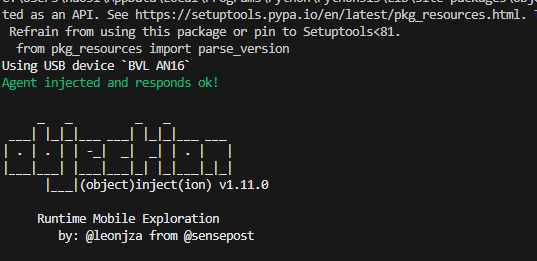 ted as an API. See https://setuptools.pypa.io/en/latest/pkg_resources.html. T
Refrain from using this package or pin to Setuptools<81.
from pkg_resources import parse_version
Using USB device `BVL AN16`
Agent injected and responds ok!
(object)inject(ion) v1.11.0
Runtime Mobile Exploration
by: @leonjza from @sensepost